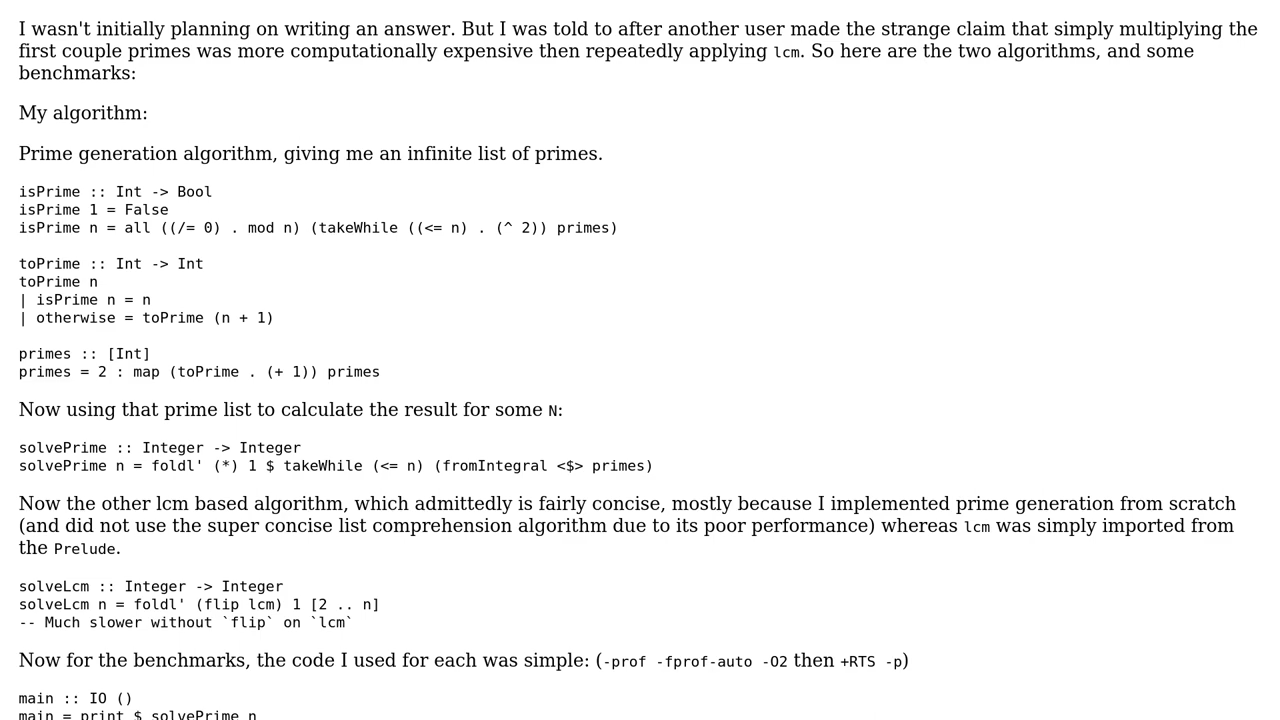 I wasn't initially planning on writing an answer. But I was told to after another user made the strange claim that simply multiplying the
first couple primes was more computationally expensive then repeatedly applying lcm. So here are the two algorithms, and some
benchmarks:
My algorithm:
Prime generation algorithm, giving me an infinite list of primes.
isPrime :: Int -> Bool
isPrime 1 = False
isPrime n = all ((/= 0) . mod n) (takeWhile ((<= n) . (^ 2)) primes)
toPrime :: Int -> Int
toPrime n
| isPrime n = n
| otherwise = toPrime (n + 1)
primes :: [Int]
primes = 2 : map (toPrime . (+ 1)) primes
Now using that prime list to calculate the result for some N:
solvePrime :: Integer -> Integer
solvePrime n = foldl' (*) 1 $ takeWhile (<= n) (fromIntegral <$> primes)
Now the other lcm based algorithm, which admittedly is fairly concise, mostly because I implemented prime generation from scratch
(and did not use the super concise list comprehension algorithm due to its poor performance) whereas lcm was simply imported from
the Prelude.
solveLcm :: Integer -> Integer
solveLcm n = foldl' (flip lcm) 1 [2 .. n]
-- Much slower without `flip` on `lcm`
Now for the benchmarks, the code I used for each was simple: (-prof -fprof-auto -O2 then +RTS -p)
main :: IO ()
main = print $ solvePrime n